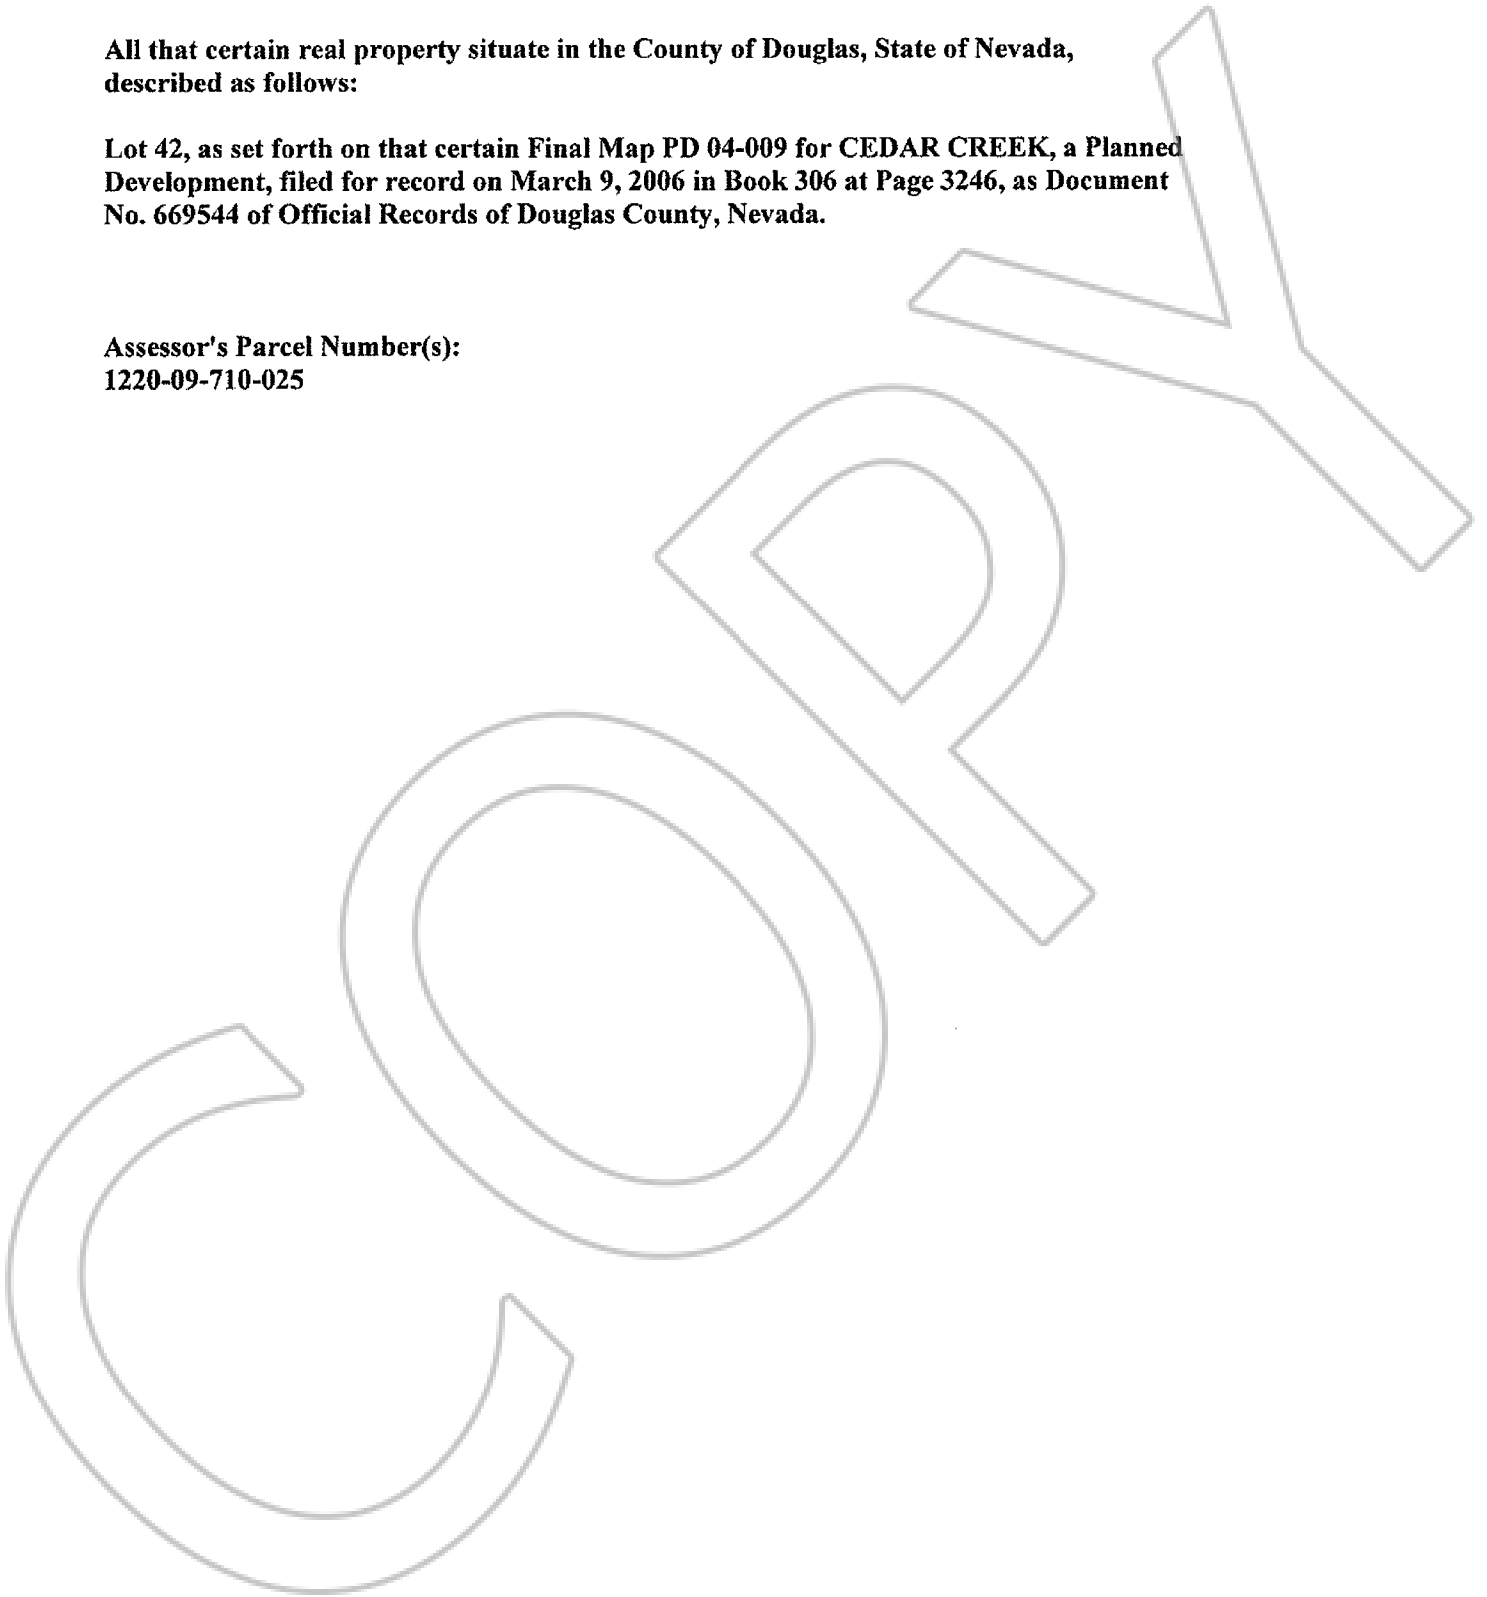 All that certain real property situate in the County of Douglas, State of Nevada,
described as follows:
Lot 42, as set forth on that certain Final Map PD 04-009 for CEDAR CREEK, a Planned
Development, filed for record on March 9, 2006 in Book 306 at Page 3246, as Document
No. 669544 of Official Records of Douglas County, Nevada.
Assessor's Parcel Number(s):
1220-09-710-025
COPY